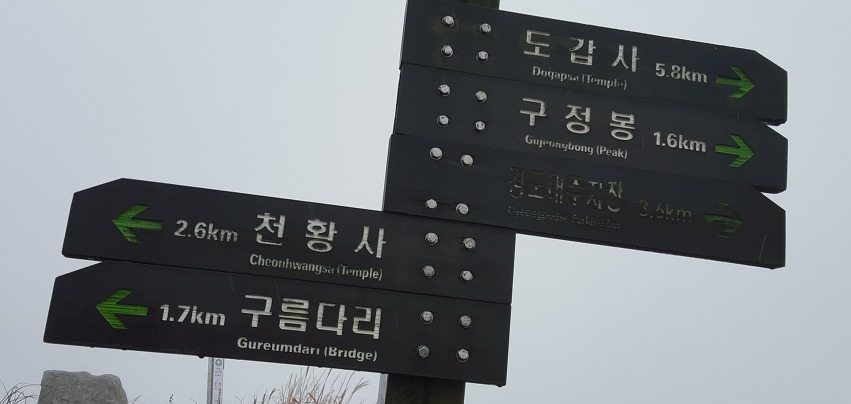 도갑사 5.8km
Dogapsa (Temple)
구정봉 1.6km
Gujeongbong (Peak)
3.6km
2.6km 천황사
Cheonhwangsa (Temple)
1.7km 구름다리
Gureumdari (Bridge)